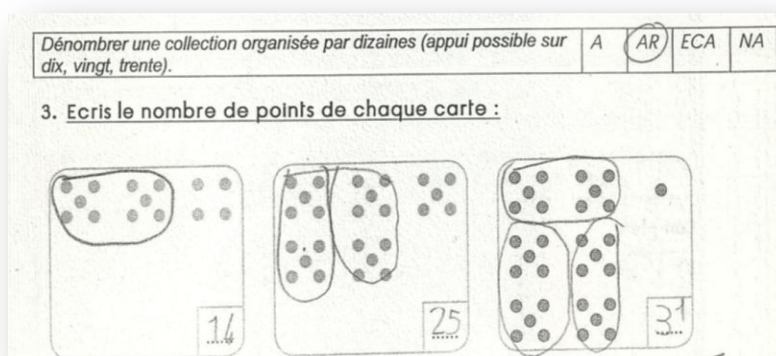 Dénombrer une collection organisée par dizaines (appui possible sur A AR ECA NA
dix, vingt, trente).
3. Ecris le nombre de points de chaque carte :
14 25 31